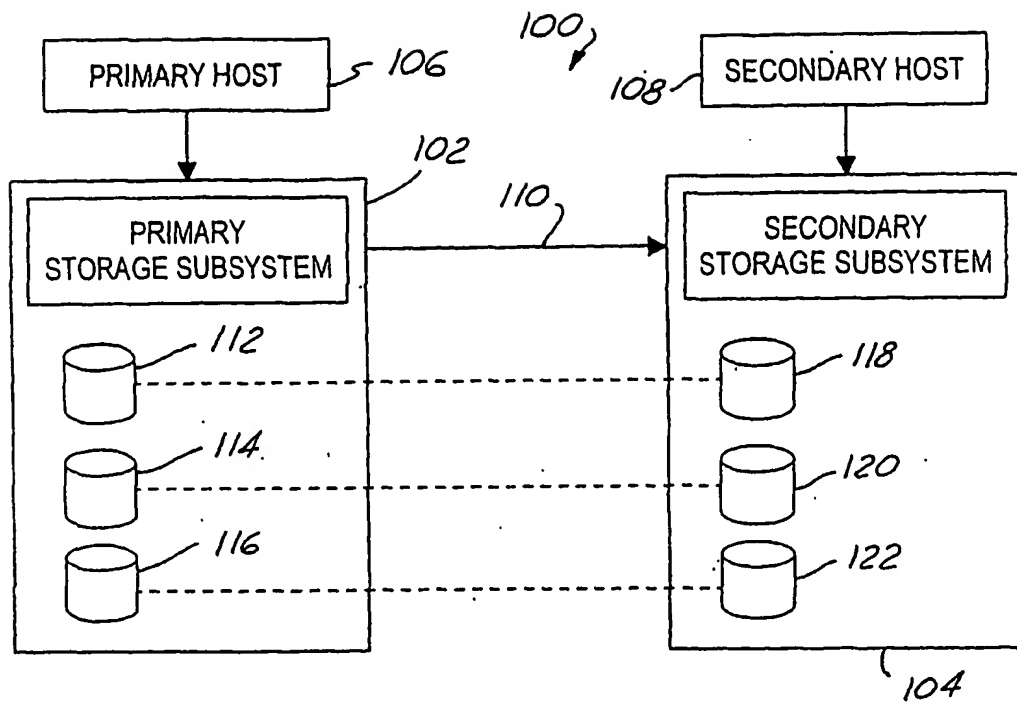 100
PRIMARY HOST
106
108
SECONDARY HOST
102
110
PRIMARY
STORAGE SUBSYSTEM
SECONDARY
STORAGE SUBSYSTEM
112
118
114
120
116
122
104